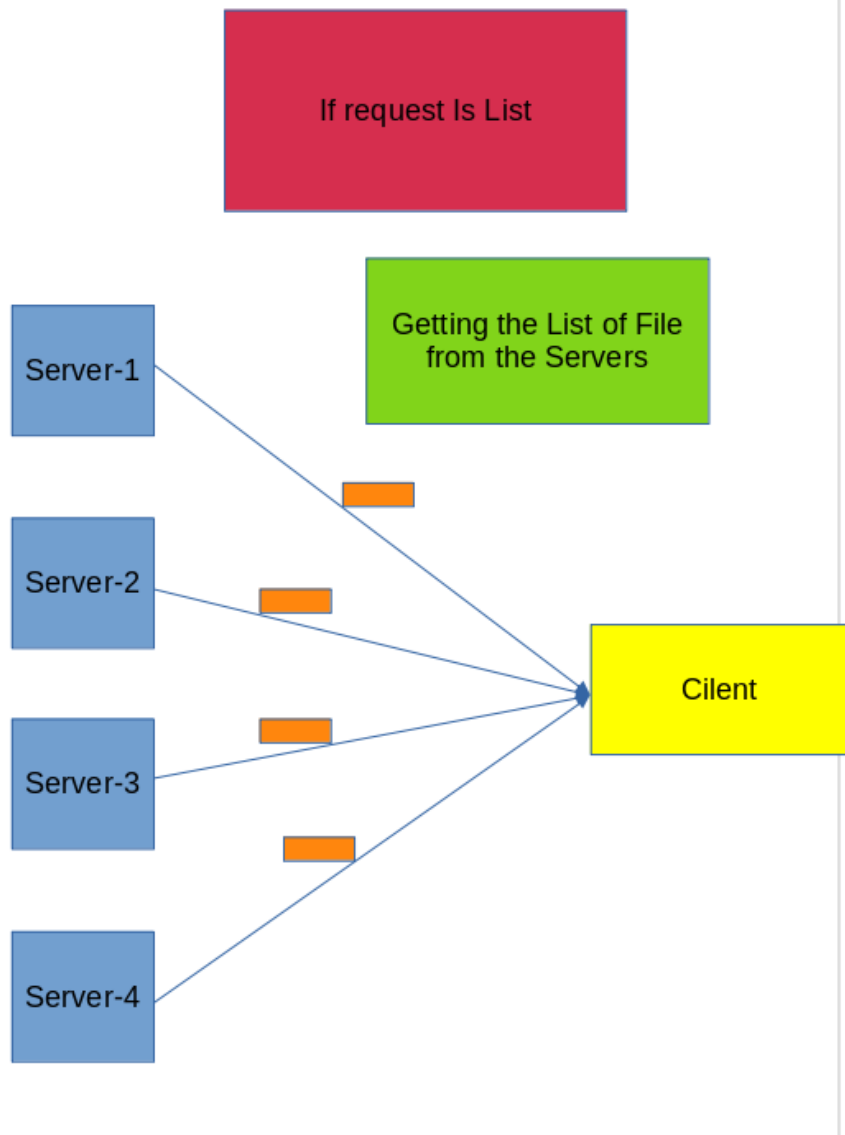 If request Is List
Getting the List of File
from the Servers
Server-1
Server-2
Cilent
Server-3
Server-4